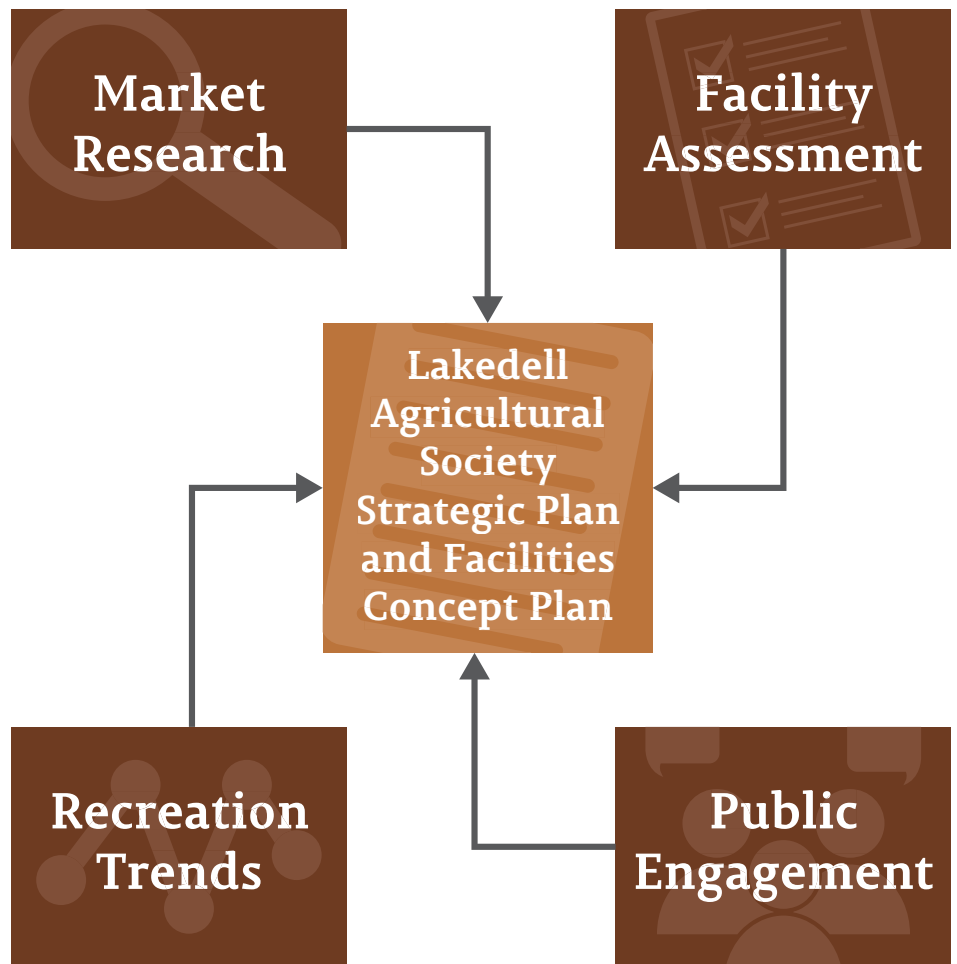 Market
Research
Facility
Assessment
Lakedell
Agricultural
Society
Strategic Plan
and Facilities
Concept Plan
Recreation
Trends
Public
Engagement